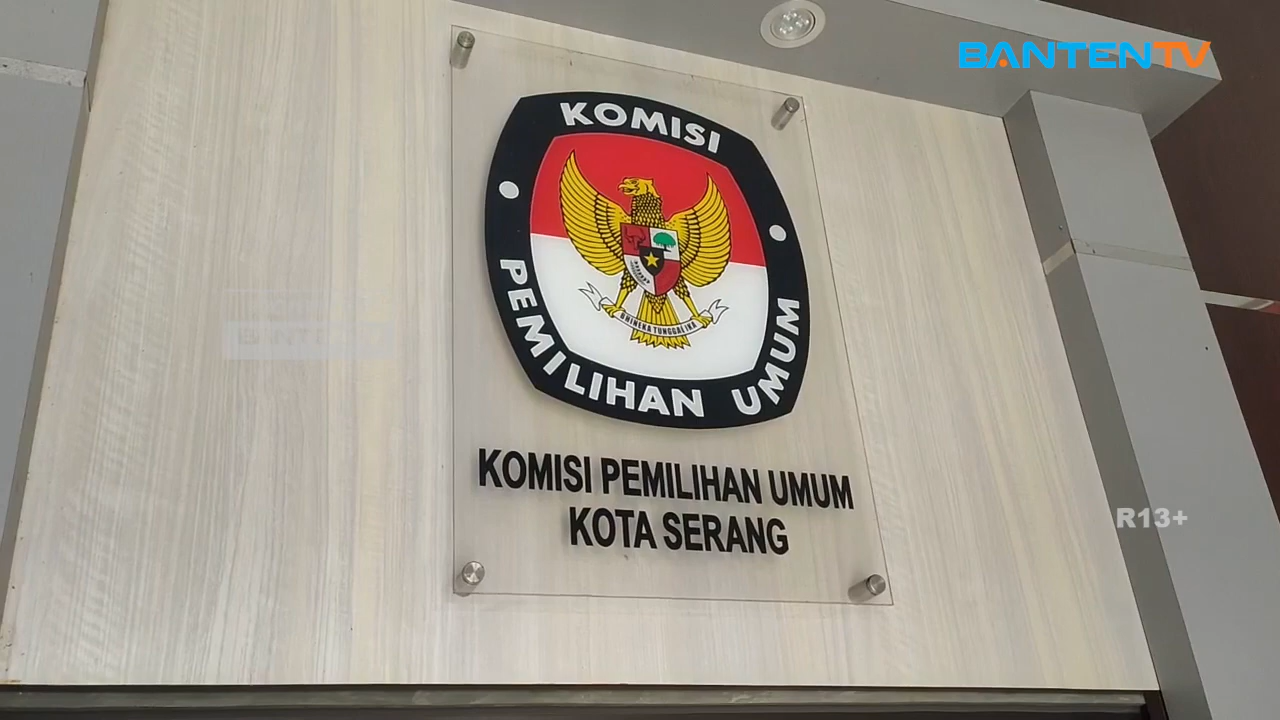 BANTENTV
KOMISI
PEMILIHAN UMUM
BHINEKA TUNGGAL IKA
KOMISI PEMILIHAN UMUM
KOTA SERANG
R13+